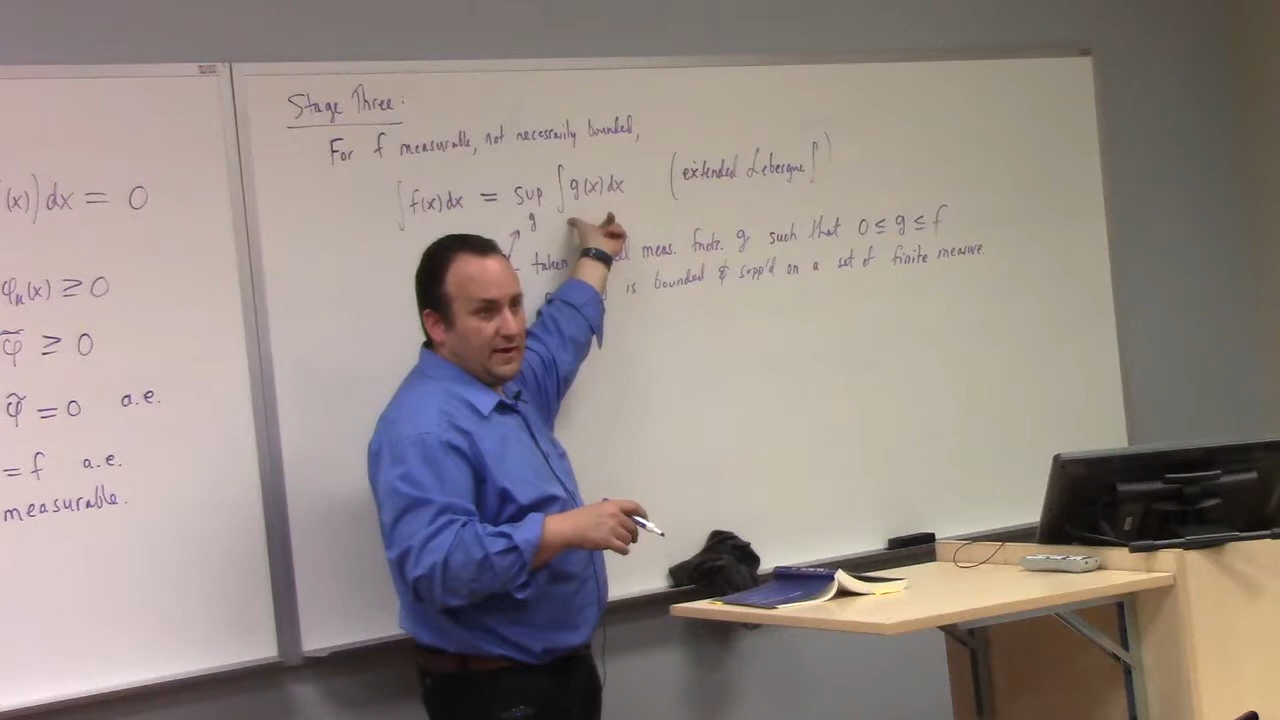 (x)) dx = 0
φₖ(x) ≥ 0
φ̃ ≥ 0
φ̃ = 0 a.e.
= f a.e.
measurable.
Stage Three:
For f measurable, not necessarily bounded,
∫f(x)dx = sup ∫g(x)dx (extended Lebesgue ∫)
g
taken meas. fncts. g such that 0 ≤ g ≤ f
is bounded & supp'd on a set of finite measure.